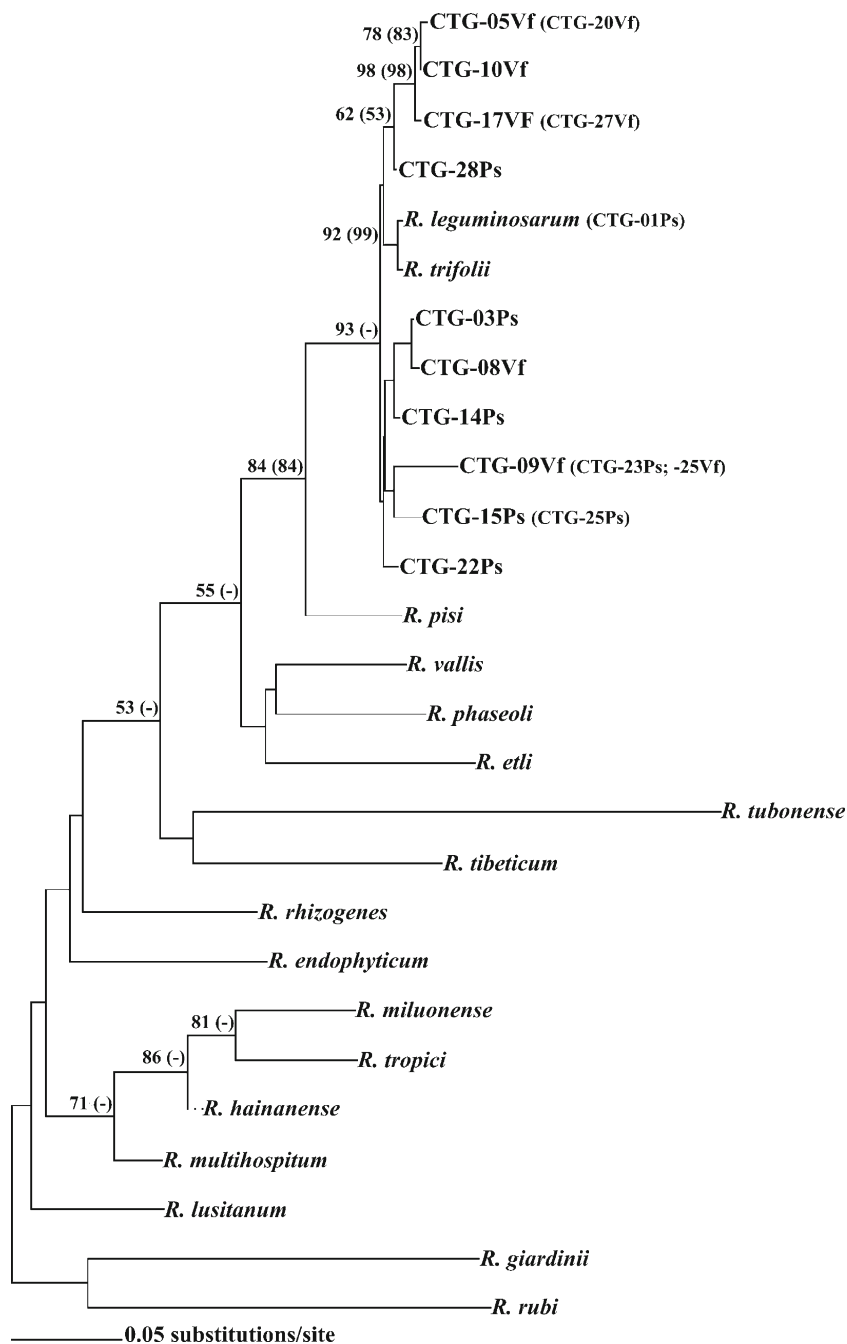 CTG-05Vf (CTG-20Vf)
78 (83)
98 (98)
CTG-10Vf
62 (53)
CTG-17VF (CTG-27Vf)
CTG-28Ps
R. leguminosarum (CTG-01Ps)
92 (99)
R. trifolii
CTG-03Ps
93 (-)
CTG-08Vf
CTG-14Ps
84 (84)
CTG-09Vf (CTG-23Ps; -25Vf)
CTG-15Ps (CTG-25Ps)
CTG-22Ps
55 (-)
R. pisi
R. vallis
53 (-)
R. phaseoli
R. etli
R. tubonense
R. tibeticum
R. rhizogenes
R. endophyticum
R. miluonense
81 (-)
86 (-)
R. tropici
71 (-)
R. hainanense
R. multihospitum
R. lusitanum
R. giardinii
R. rubi
0.05 substitutions/site